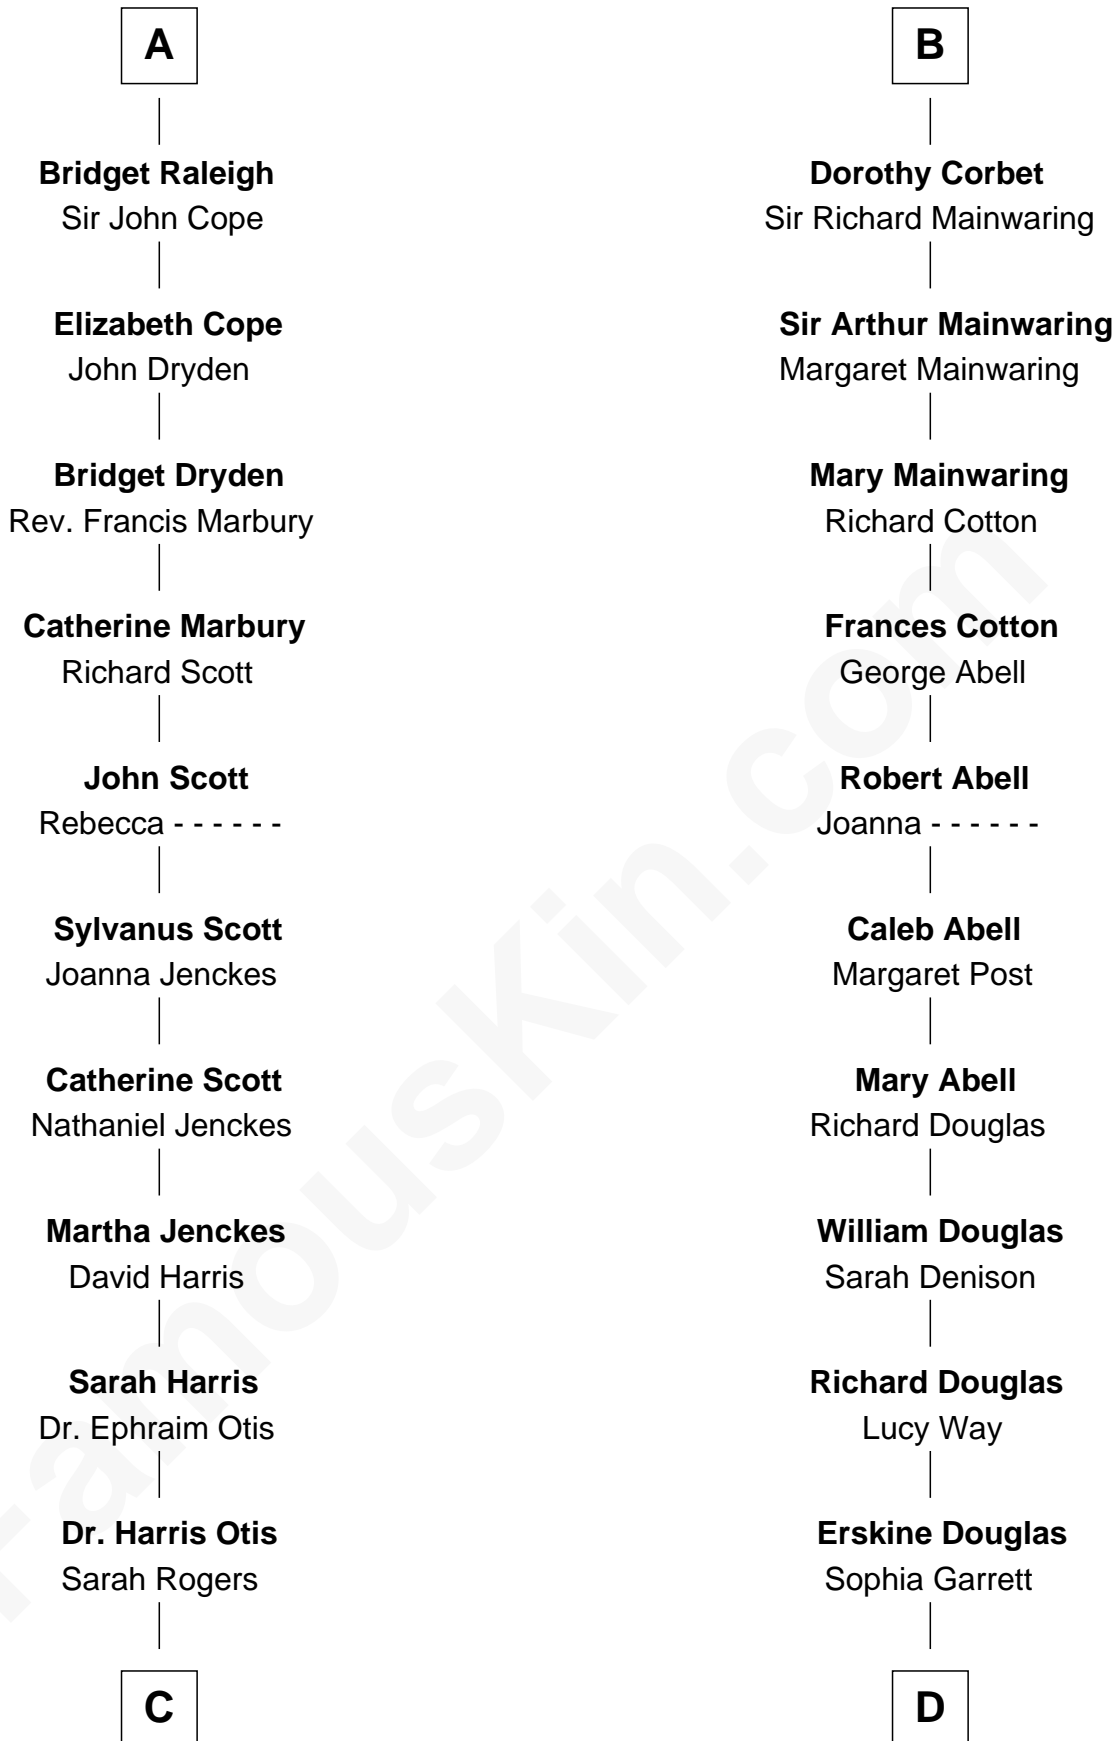 A
Bridget Raleigh
Sir John Cope
Elizabeth Cope
John Dryden
Bridget Dryden
Rev. Francis Marbury
Catherine Marbury
Richard Scott
John Scott
Rebecca - - - - - -
Sylvanus Scott
Joanna Jenckes
Catherine Scott
Nathaniel Jenckes
Martha Jenckes
David Harris
Sarah Harris
Dr. Ephraim Otis
Dr. Harris Otis
Sarah Rogers
C
B
Dorothy Corbet
Sir Richard Mainwaring
Sir Arthur Mainwaring
Margaret Mainwaring
Mary Mainwaring
Richard Cotton
Frances Cotton
George Abell
Robert Abell
Joanna - - - - - -
Caleb Abell
Margaret Post
Mary Abell
Richard Douglas
William Douglas
Sarah Denison
Richard Douglas
Lucy Way
Erskine Douglas
Sophia Garrett
D
FamousKin.com